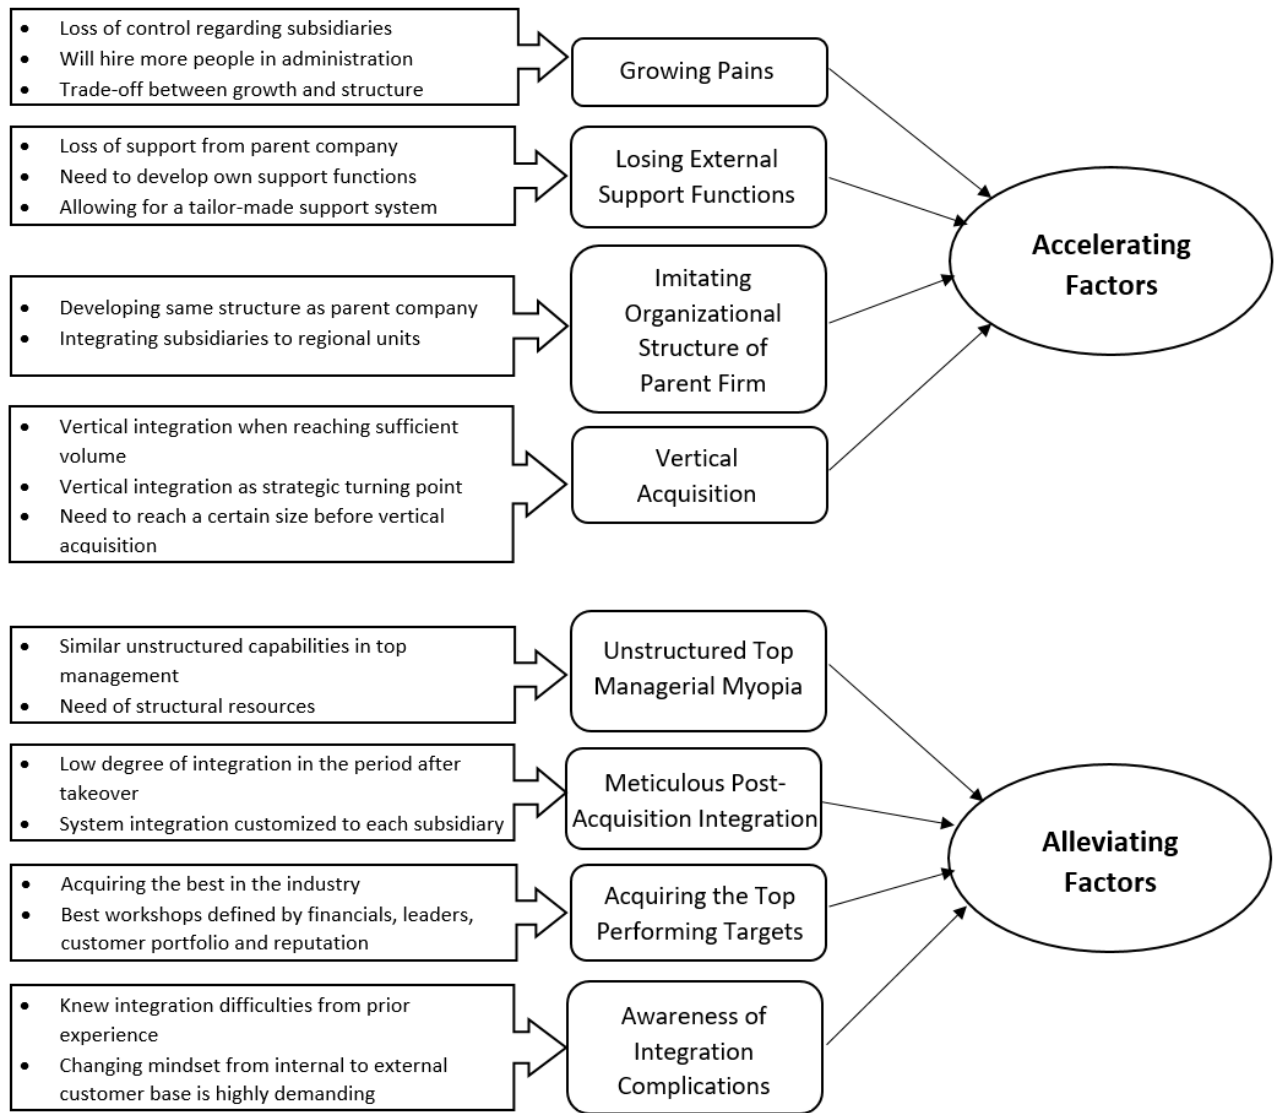 • Loss of control regarding subsidiaries
• Will hire more people in administration
• Trade-off between growth and structure
Growing Pains
• Loss of support from parent company
• Need to develop own support functions
• Allowing for a tailor-made support system
Losing External
Support Functions
• Developing same structure as parent company
• Integrating subsidiaries to regional units
Imitating
Organizational
Structure of
Parent Firm
• Vertical integration when reaching sufficient
volume
• Vertical integration as strategic turning point
• Need to reach a certain size before vertical
acquisition
Vertical
Acquisition
Accelerating
Factors
• Similar unstructured capabilities in top
management
• Need of structural resources
Unstructured Top
Managerial Myopia
• Low degree of integration in the period after
takeover
• System integration customized to each subsidiary
Meticulous Post-
Acquisition Integration
• Acquiring the best in the industry
• Best workshops defined by financials, leaders,
customer portfolio and reputation
Acquiring the Top
Performing Targets
• Knew integration difficulties from prior
experience
• Changing mindset from internal to external
customer base is highly demanding
Awareness of
Integration
Complications
Alleviating
Factors